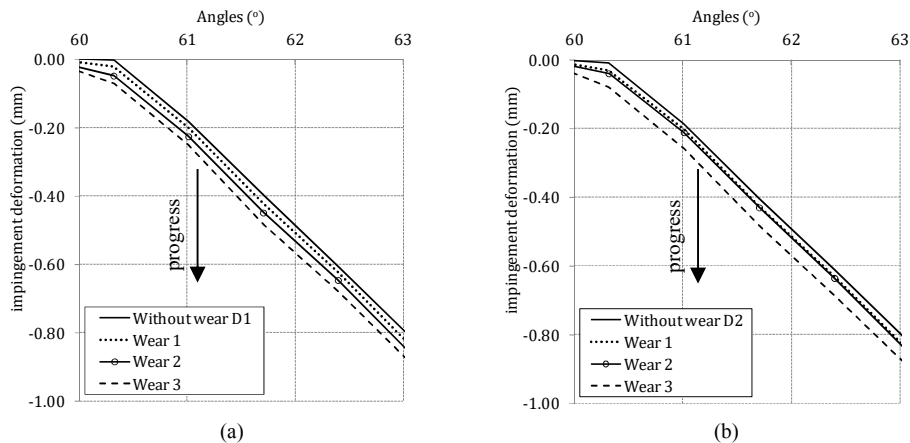 Angles (°)
60 61 62 63
0.00
-0.20
-0.40
-0.60
-0.80
-1.00
impingement deformation (mm)
progress
Without wear D1
Wear 1
Wear 2
Wear 3
(a)
Angles (°)
60 61 62 63
0.00
-0.20
-0.40
-0.60
-0.80
-1.00
impingement deformation (mm)
progress
Without wear D2
Wear 1
Wear 2
Wear 3
(b)